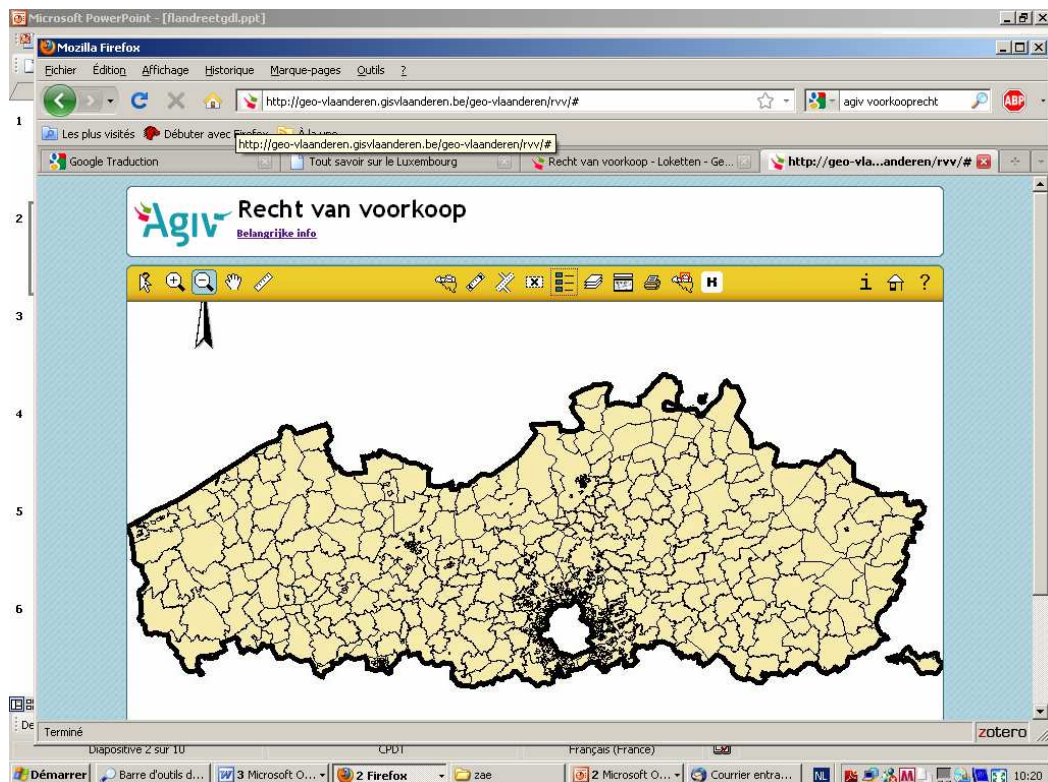 Microsoft PowerPoint - [flandreetgdl.ppt]
Mozilla Firefox
Fichier Édition Affichage Historique Marque-pages Outils ?
http://geo-vlaanderen.gisvlaanderen.be/geo-vlaanderen/rvv/# agiv voorkooprecht ABP
Les plus visités Débuter avec Firefox À la une
http://geo-vlaanderen.gisvlaanderen.be/geo-vlaanderen/rvv/#
Google Traduction Tout savoir sur le Luxembourg Recht van voorkoop - Loketten - Ge... http://geo-vla...anderen/rvv/#
Agiv Recht van voorkoop
Belangrijke info
H i ?
1
2
3
4
5
6
De
Terminé zotero
Diapositive 2 sur 10 CPDT Français (France)
Démarrer Barre d'outils d... 3 Microsoft O... 2 Firefox zae 2 Microsoft O... Courrier entra... NL 10:20